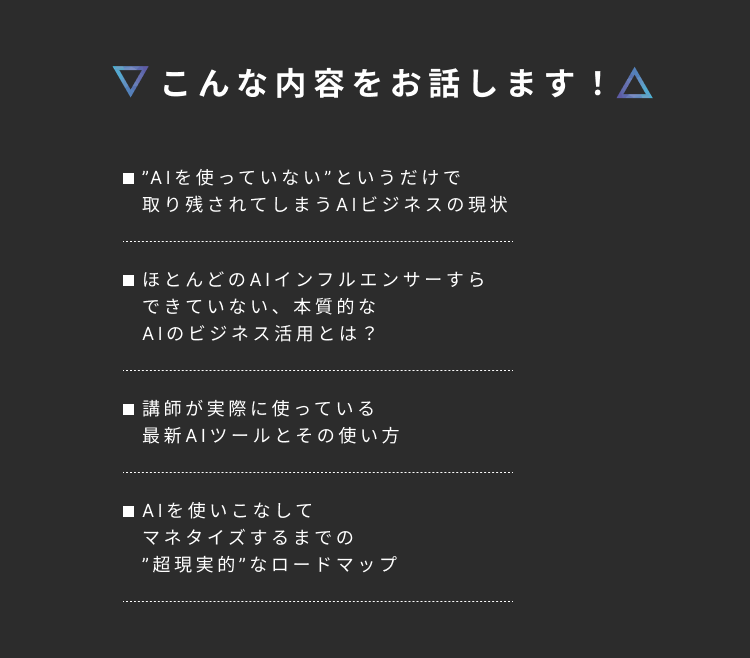 こんな内容をお話します！
■ ”AIを使っていない”というだけで
取り残されてしまうAIビジネスの現状
■ ほとんどのAIインフルエンサーすら
できていない、本質的な
AIのビジネス活用とは？
■ 講師が実際に使っている
最新AIツールとその使い方
■ AIを使いこなして
マネタイズするまでの
”超現実的”なロードマップ